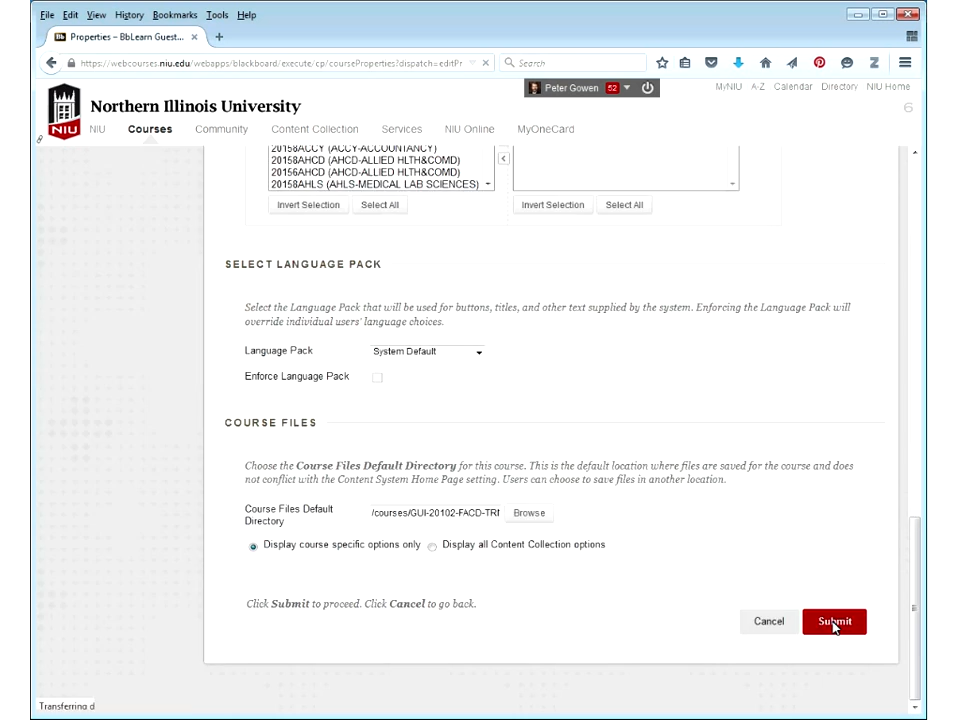 File Edit View History Bookmarks Tools Help
Bb Properties – BbLearn Guest... × +
https://webcourses.niu.edu/webapps/blackboard/execute/cp/courseProperties?dispatch=editPr
Search
Peter Gowen 52
MyNIU A-Z Calendar Directory NIU Home
NIU
Northern Illinois University
6
NIU Courses Community Content Collection Services NIU Online MyOneCard
20158ACCY (ACCY-ACCOUNTANCY)
20158AHCD (AHCD-ALLIED HLTH&COMD)
20156AHCD (AHCD-ALLIED HLTH&COMD)
20158AHLS (AHLS-MEDICAL LAB SCIENCES)
Invert Selection Select All Invert Selection Select All
SELECT LANGUAGE PACK
Select the Language Pack that will be used for buttons, titles, and other text supplied by the system. Enforcing the Language Pack will
override individual users' language choices.
Language Pack System Default
Enforce Language Pack
COURSE FILES
Choose the Course Files Default Directory for this course. This is the default location where files are saved for the course and does
not conflict with the Content System Home Page setting. Users can choose to save files in another location.
Course Files Default
Directory
/courses/GUI-20102-FACD-TRI
Browse
Display course specific options only Display all Content Collection options
Click Submit to proceed. Click Cancel to go back.
Cancel Submit
Transferring d